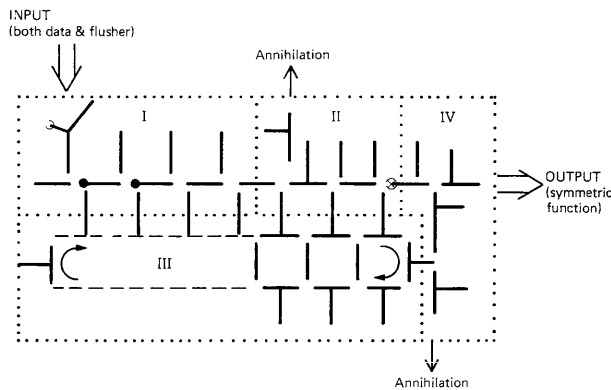 INPUT
(both data & flusher)
Annihilation
I
II
IV
OUTPUT
(symmetric
function)
III
Annihilation